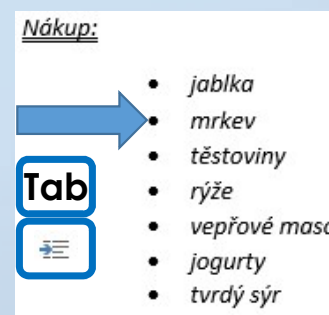 Nákup:
• jablka
• mrkev
• těstoviny
Tab
• rýže
• vepřové maso
• jogurty
• tvrdý sýr